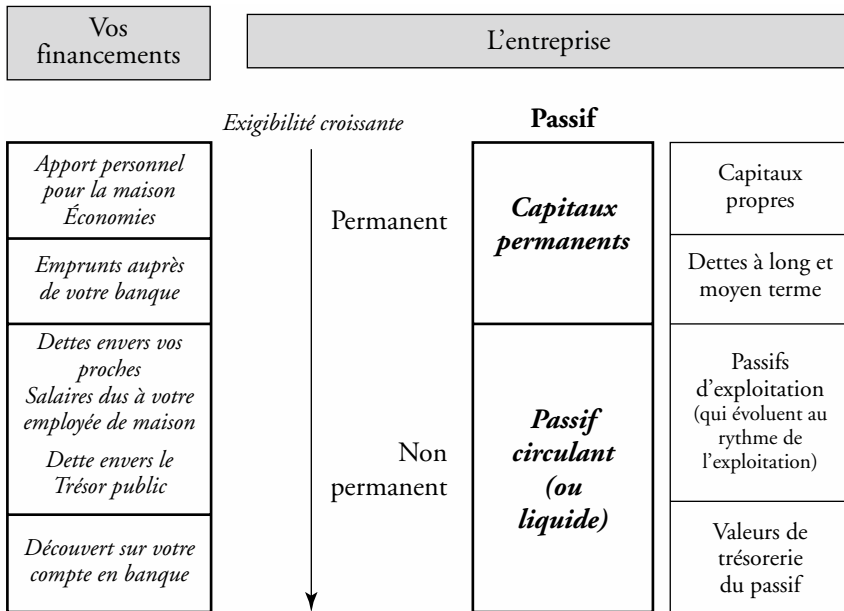 Vos
financements
L'entreprise
Exigibilité croissante
Passif
Apport personnel
pour la maison
Économies
Emprunts auprès
de votre banque
Dettes envers vos
proches
Salaires dus à votre
employée de maison
Dette envers le
Trésor public
Découvert sur votre
compte en banque
Permanent
Non
permanent
Capitaux
permanents
Passif
circulant
(ou
liquide)
Capitaux
propres
Dettes à long et
moyen terme
Passifs
d'exploitation
(qui évoluent au
rythme de
l'exploitation)
Valeurs de
trésorerie
du passif